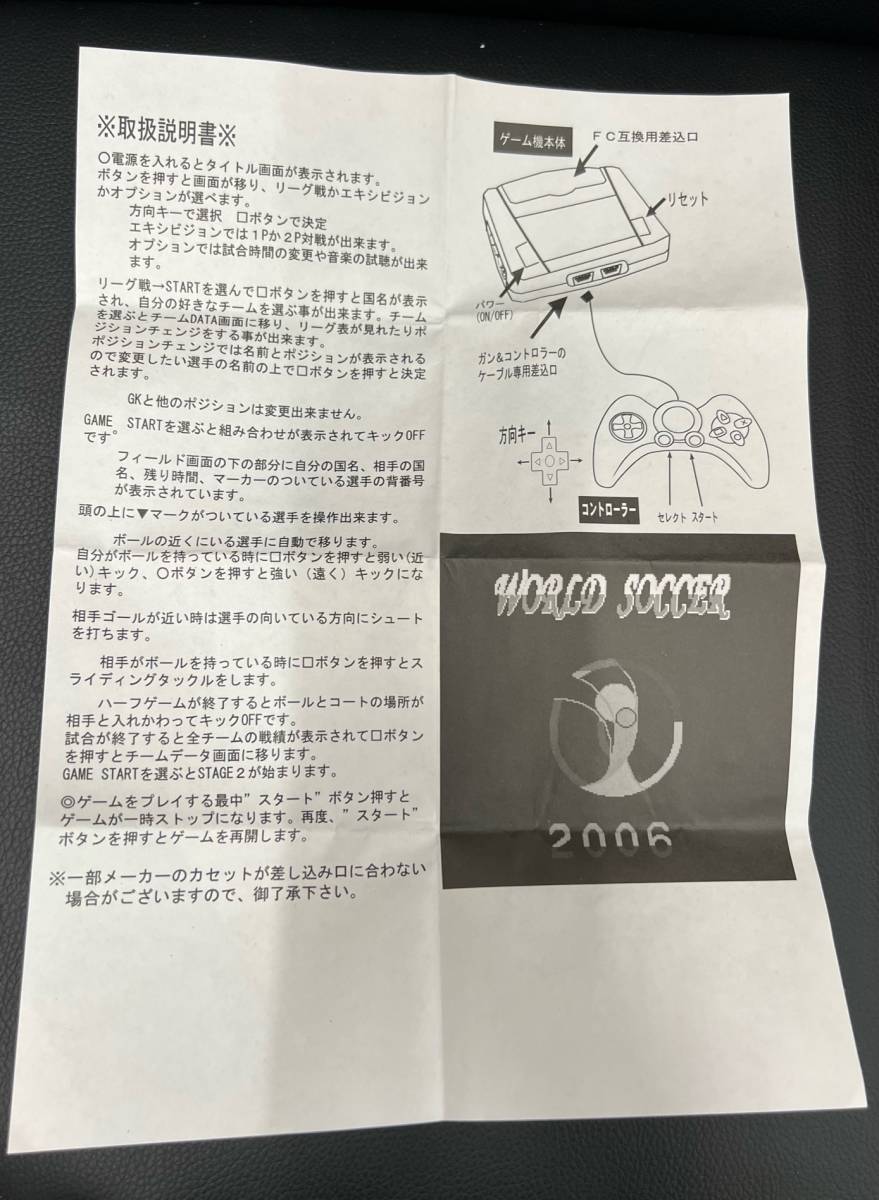 ※取扱説明書※
〇電源を入れるとタイトル画面が表示されます。
ボタンを押すと画面が移り、リーグ戦かエキシビジョン
かオプションが選べます。
方向キーで選択　□ボタンで決定
エキシビジョンでは1Pか2P対戦が出来ます。
オプションでは試合時間の変更や音楽の試聴が出来
ます。
リーグ戦→STARTを選んで□ボタンを押すと国名が表示
され、自分の好きなチームを選ぶ事が出来ます。チーム
を選ぶとチームDATA画面に移り、リーグ表が見れたりポ
ジションチェンジをする事が出来ます。
ポジションチェンジでは名前とポジションが表示される
ので変更したい選手の名前の上で□ボタンを押すと決定
されます。
GKと他のポジションは変更出来ません。
GAME STARTを選ぶと組み合わせが表示されてキックOFF
です。
フィールド画面の下の部分に自分の国名、相手の国
名、残り時間、マーカーのついている選手の背番号
が表示されています。
頭の上に▼マークがついている選手を操作出来ます。
ボールの近くにいる選手に自動で移ります。
自分がボールを持っている時に□ボタンを押すと弱い(近
い)キック、〇ボタンを押すと強い（遠く）キックにな
ります。
相手ゴールが近い時は選手の向いている方向にシュート
を打ちます。
相手がボールを持っている時に□ボタンを押すとス
ライディングタックルをします。
ハーフゲームが終了するとボールとコートの場所が
相手と入れかわってキックOFFです。
試合が終了すると全チームの戦績が表示されて□ボタン
を押すとチームデータ画面に移ります。
GAME STARTを選ぶとSTAGE２が始まります。
◎ゲームをプレイする最中”スタート”ボタン押すと
ゲームが一時ストップになります。再度、”スタート”
ボタンを押すとゲームを再開します。
※一部メーカーのカセットが差し込み口に合わない
場合がございますので、御了承下さい。
ゲーム機本体
FC互換用差込口
リセット
パワー
(ON/OFF)
ガン&コントローラーの
ケーブル専用差込口
方向キー
コントローラー
セレクト スタート
WORLD SOCCER
2006